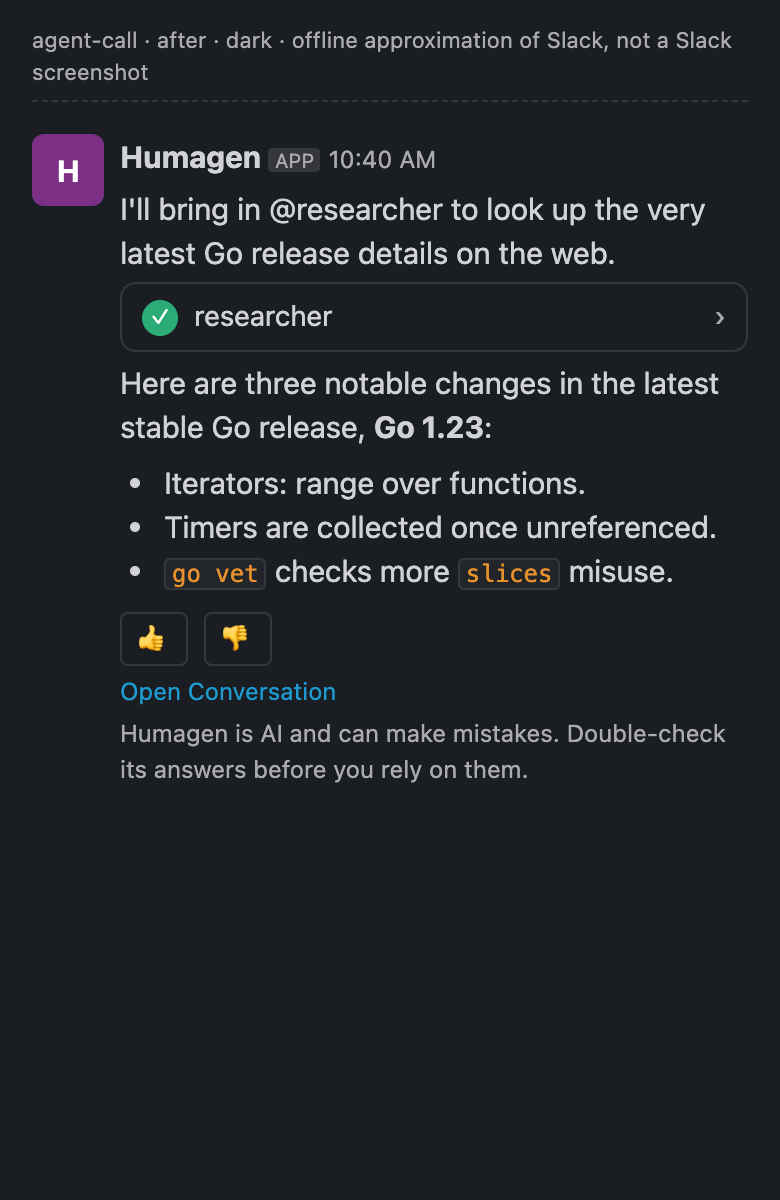 agent-call · after · dark · offline approximation of Slack, not a Slack
screenshot
H
Humagen APP 10:40 AM
I'll bring in @researcher to look up the very
latest Go release details on the web.
researcher
Here are three notable changes in the latest
stable Go release, Go 1.23:
• Iterators: range over functions.
• Timers are collected once unreferenced.
• go vet checks more slices misuse.
Open Conversation
Humagen is AI and can make mistakes. Double-check
its answers before you rely on them.